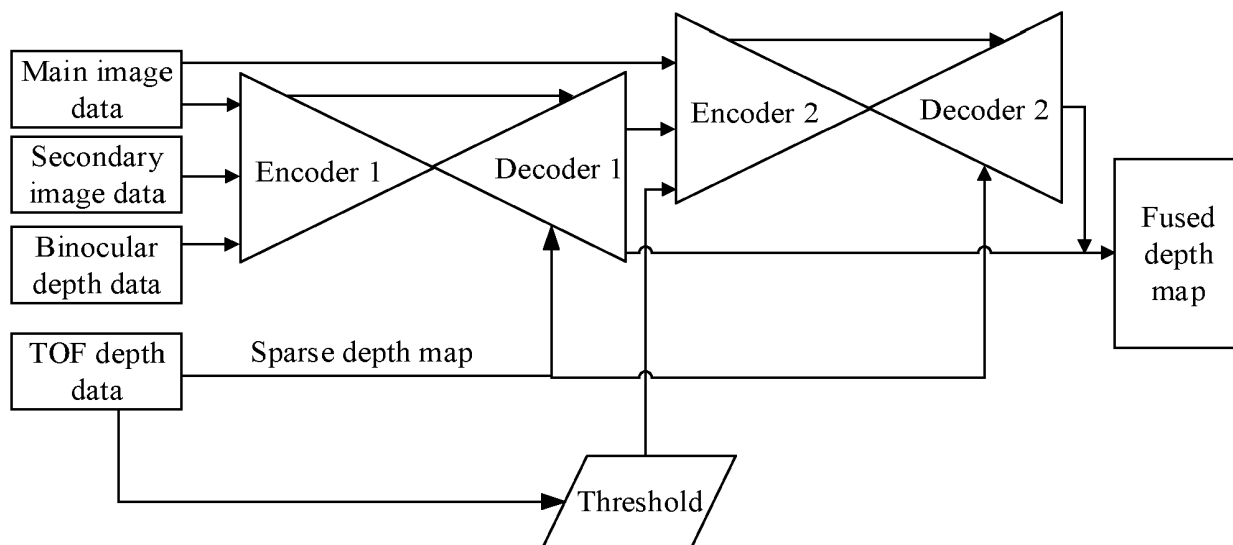 Main image
data
Secondary
image data
Binocular
depth data
TOF depth
data
Sparse depth map
Encoder 1
Decoder 1
Encoder 2
Decoder 2
Threshold
Fused
depth
map